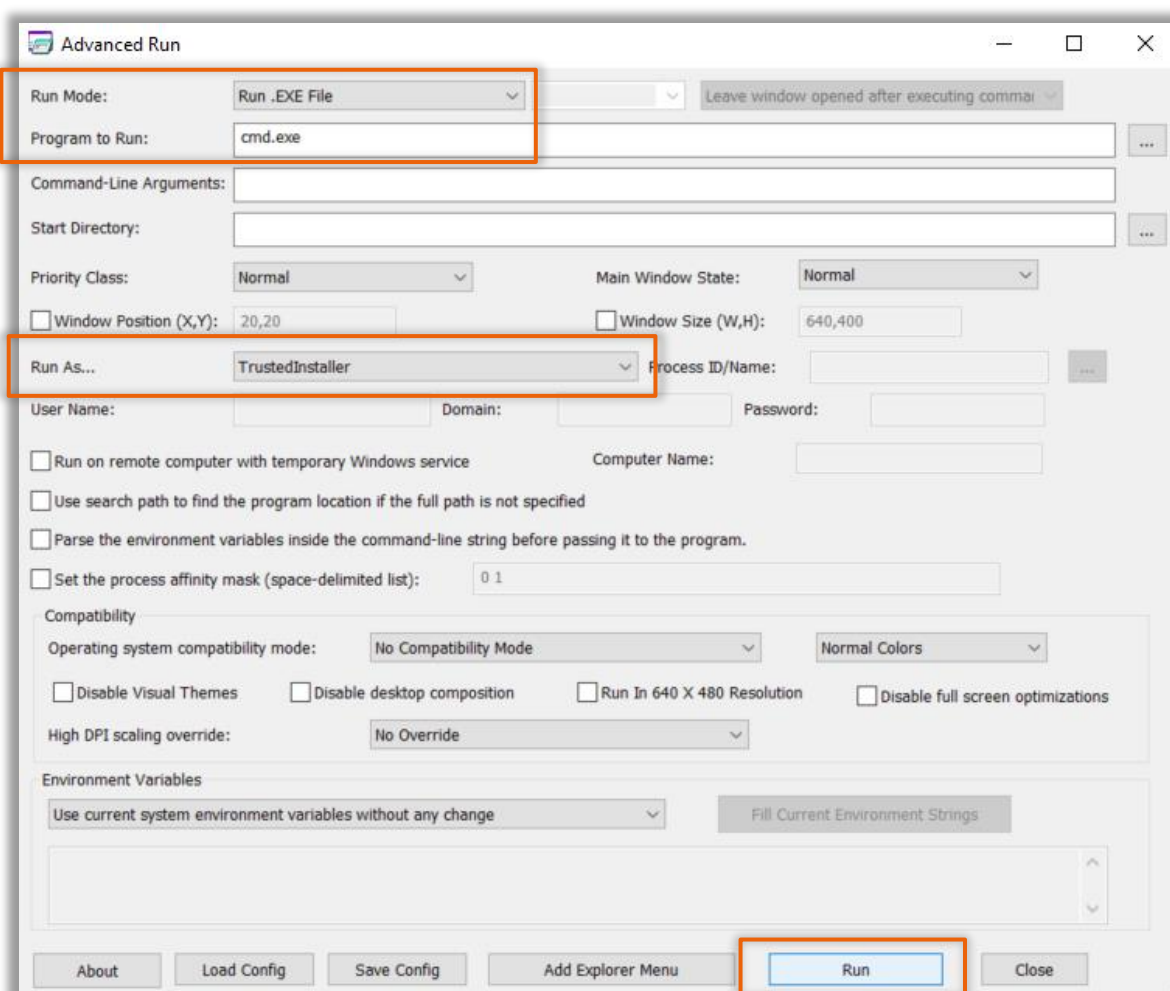 Advanced Run
Run Mode: Run .EXE File Leave window opened after executing commai
Program to Run: cmd.exe ...
Command-Line Arguments:
Start Directory: ...
Priority Class: Normal Main Window State: Normal
Window Position (X,Y): 20,20 Window Size (W,H): 640,400
Run As... TrustedInstaller Process ID/Name: ...
User Name: Domain: Password:
Run on remote computer with temporary Windows service Computer Name:
Use search path to find the program location if the full path is not specified
Parse the environment variables inside the command-line string before passing it to the program.
Set the process affinity mask (space-delimited list): 0 1
Compatibility
Operating system compatibility mode: No Compatibility Mode Normal Colors
Disable Visual Themes Disable desktop composition Run In 640 X 480 Resolution Disable full screen optimizations
High DPI scaling override: No Override
Environment Variables
Use current system environment variables without any change Fill Current Environment Strings
About Load Config Save Config Add Explorer Menu Run Close